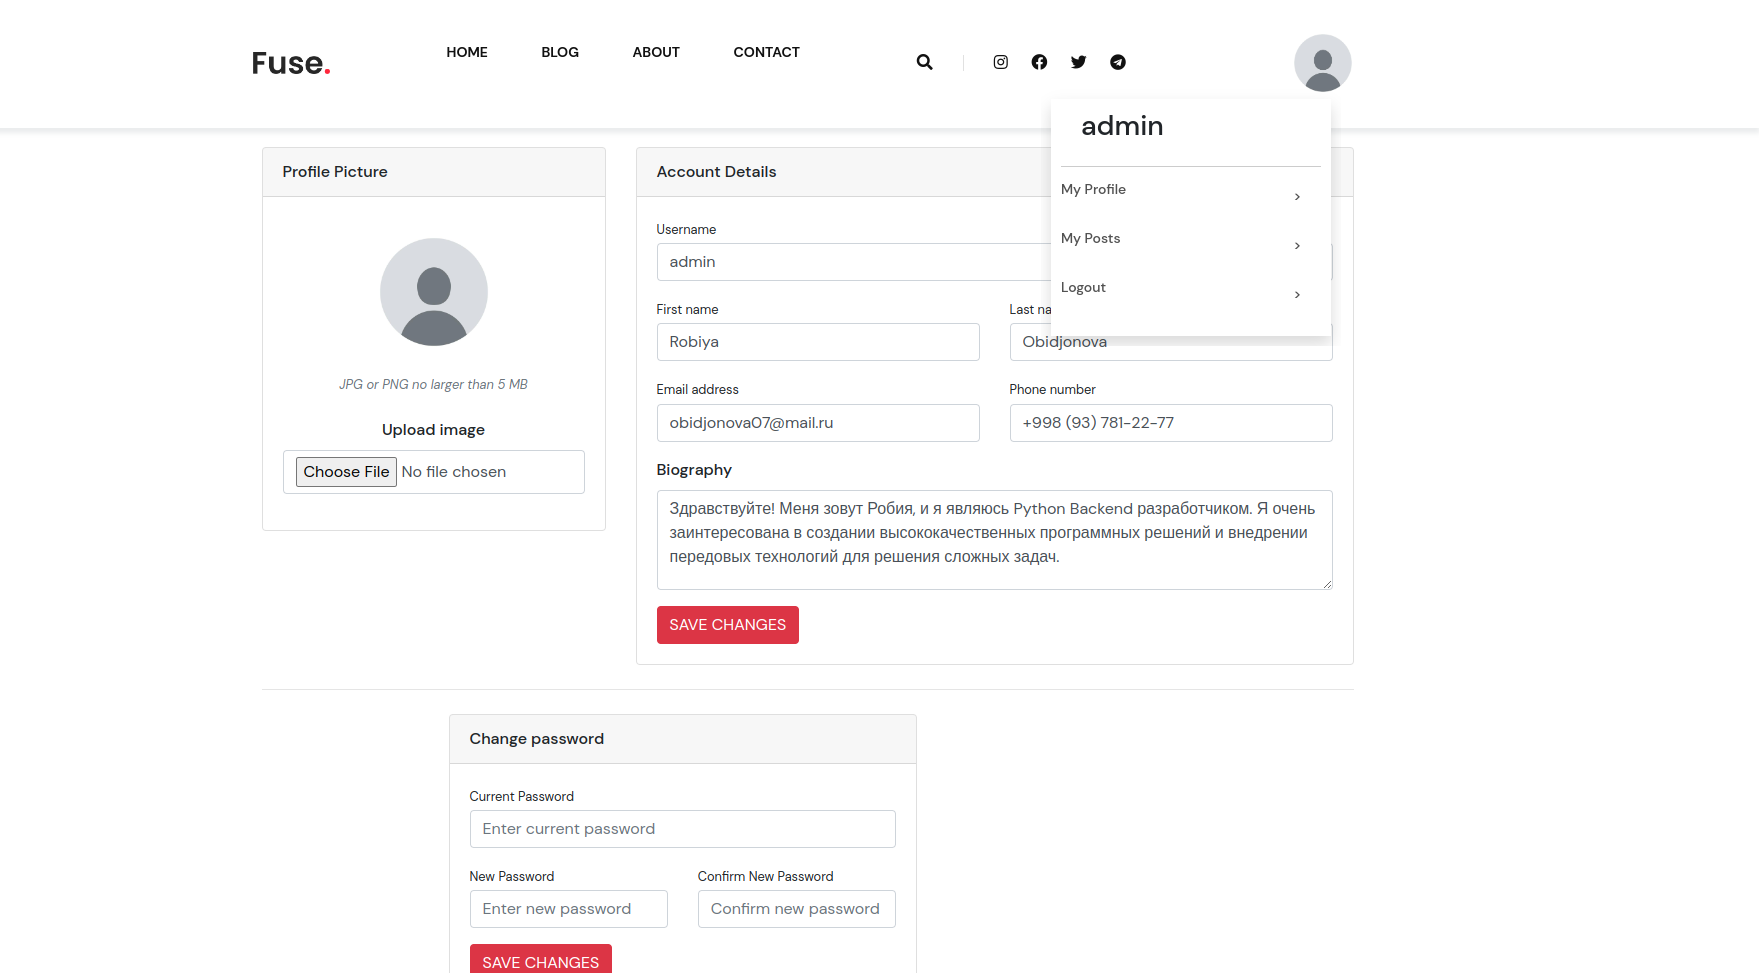 Fuse.
HOME BLOG ABOUT CONTACT
admin
My Profile
My Posts
Logout
Profile Picture
JPG or PNG no larger than 5 MB
Upload image
Choose File No file chosen
Account Details
Username
admin
First name
Robiya
Last na
Obidjonova
Email address
obidjonova07@mail.ru
Phone number
+998 (93) 781-22-77
Biography
Здравствуйте! Меня зовут Робия, и я являюсь Python Backend разработчиком. Я очень
заинтересована в создании высококачественных программных решений и внедрении
передовых технологий для решения сложных задач.
SAVE CHANGES
Change password
Current Password
Enter current password
New Password
Enter new password
Confirm New Password
Confirm new password
SAVE CHANGES